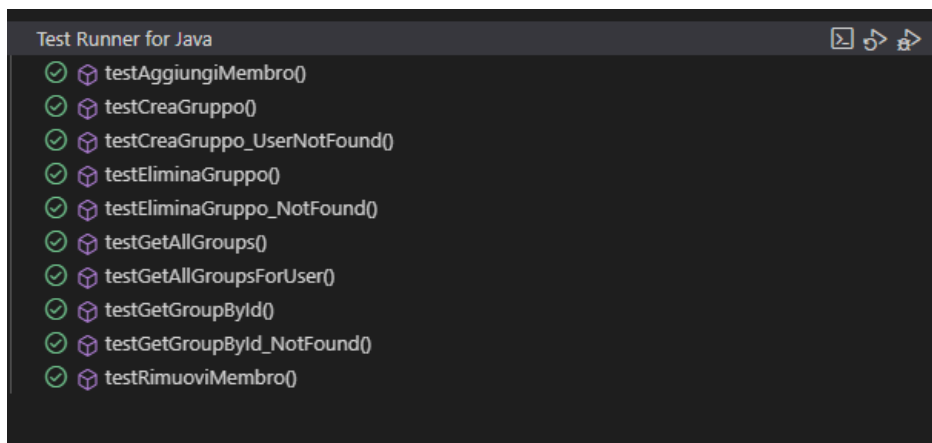 Test Runner for Java
testAggiungiMembro()
testCreaGruppo()
testCreaGruppo_UserNotFound()
testEliminaGruppo()
testEliminaGruppo_NotFound()
testGetAllGroups()
testGetAllGroupsForUser()
testGetGroupById()
testGetGroupById_NotFound()
testRimuoviMembro()